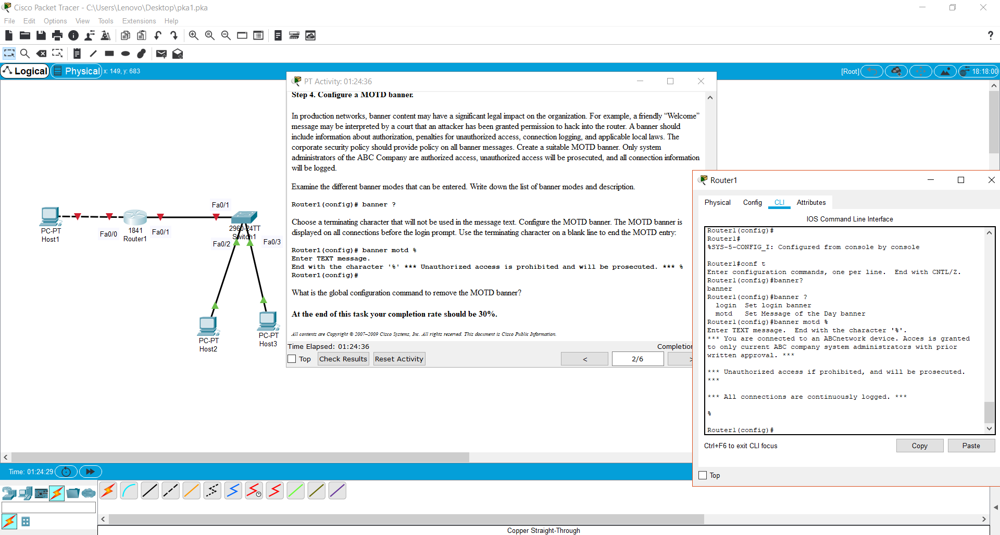 Cisco Packet Tracer - C:\Users\Lenovo\Desktop\pka1.pka
File Edit Options View Tools Extensions Help
?
Logical Physical x: 149, y: 683
[Root] 18:18:00
PT Activity: 01:24:36
Step 4. Configure a MOTD banner.
In production networks, banner content may have a significant legal impact on the organization. For example, a friendly “Welcome”
message may be interpreted by a court that an attacker has been granted permission to hack into the router. A banner should
include information about authorization, penalties for unauthorized access, connection logging, and applicable local laws. The
corporate security policy should provide policy on all banner messages. Create a suitable MOTD banner. Only system
administrators of the ABC Company are authorized access, unauthorized access will be prosecuted, and all connection information
will be logged.
Examine the different banner modes that can be entered. Write down the list of banner modes and description.
Router1(config)# banner ?
Choose a terminating character that will not be used in the message text. Configure the MOTD banner. The MOTD banner is
displayed on all connections before the login prompt. Use the terminating character on a blank line to end the MOTD entry:
Router1(config)# banner motd %
Enter TEXT message.
End with the character '%' *** Unauthorized access is prohibited and will be prosecuted. *** %
Router1(config)#
What is the global configuration command to remove the MOTD banner?
At the end of this task your completion rate should be 30%.
All contents are Copyright © 2007–2009 Cisco Systems, Inc. All rights reserved. This document is Cisco Public Information.
Time Elapsed: 01:24:36 Completion
Top Check Results Reset Activity < 2/6 >
Fa0/1
PC-PT
Host1
Fa0/0
1841
Router1
Fa0/1
2960-24TT
Switch1
Fa0/2
Fa0/3
PC-PT
Host2
PC-PT
Host3
Router1
Physical Config CLI Attributes
IOS Command Line Interface
Router1(config)#
Router1#
%SYS-5-CONFIG_I: Configured from console by console
Router1#conf t
Enter configuration commands, one per line. End with CNTL/Z.
Router1(config)#banner?
banner
Router1(config)#banner ?
login Set login banner
motd Set Message of the Day banner
Router1(config)#banner motd %
Enter TEXT message. End with the character '%'.
*** You are connected to an ABCnetwork device. Acces is granted
to only current ABC company system administrators with prior
written approval. ***
*** Unauthorized access if prohibited, and will be prosecuted.
***
*** All connections are continuously logged. ***
%
Router1(config)#
Ctrl+F6 to exit CLI focus Copy Paste
Top
Time: 01:24:29
Copper Straight-Through